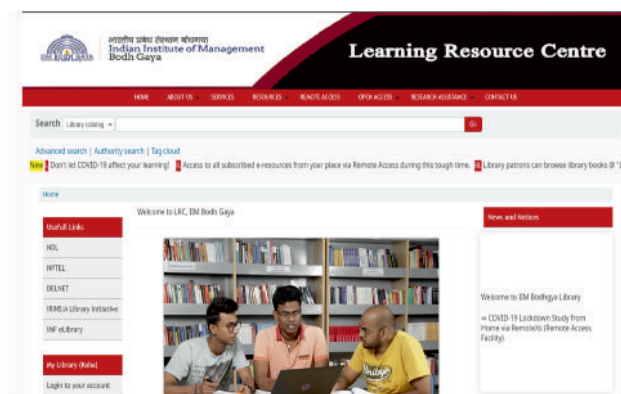 भारतीय प्रबंध संस्थान बोधगया
Indian Institute of Management
Bodh Gaya
IIM BODH GAYA
Learning Resource Centre
HOME ABOUT US SERVICES RESOURCES REMOTE ACCESS OPEN ACCESS RESEARCH ASSISTANCE CONTACT US
Search Library catalog Go
Advanced search | Authority search | Tag cloud
New Don't let COVID-19 affect your learning! Access to all subscribed e-resources from your place via Remote Access during this tough time. Library patrons can browse library books @
Home
Welcome to LRC, IIM Bodh Gaya
Usefull Links
NDL
NPTEL
DELNET
IRINS:A Library Initiative
My Library (Koha)
Login to your account
News and Notices
Welcome to IIM Bodhgya Library
COVID-19 Lockdown Study from
Home via RemoteXs (Remote Access
Facility)